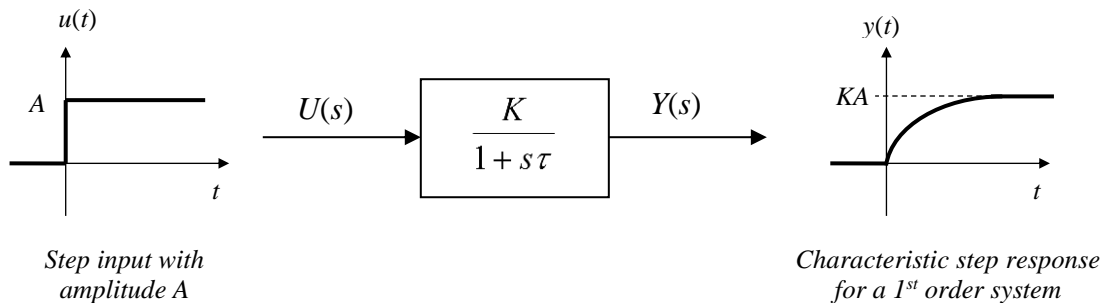 u(t)
A
t
Step input with
amplitude A
U(s)
K
1 + sτ
Y(s)
y(t)
KA
t
Characteristic step response
for a 1st order system